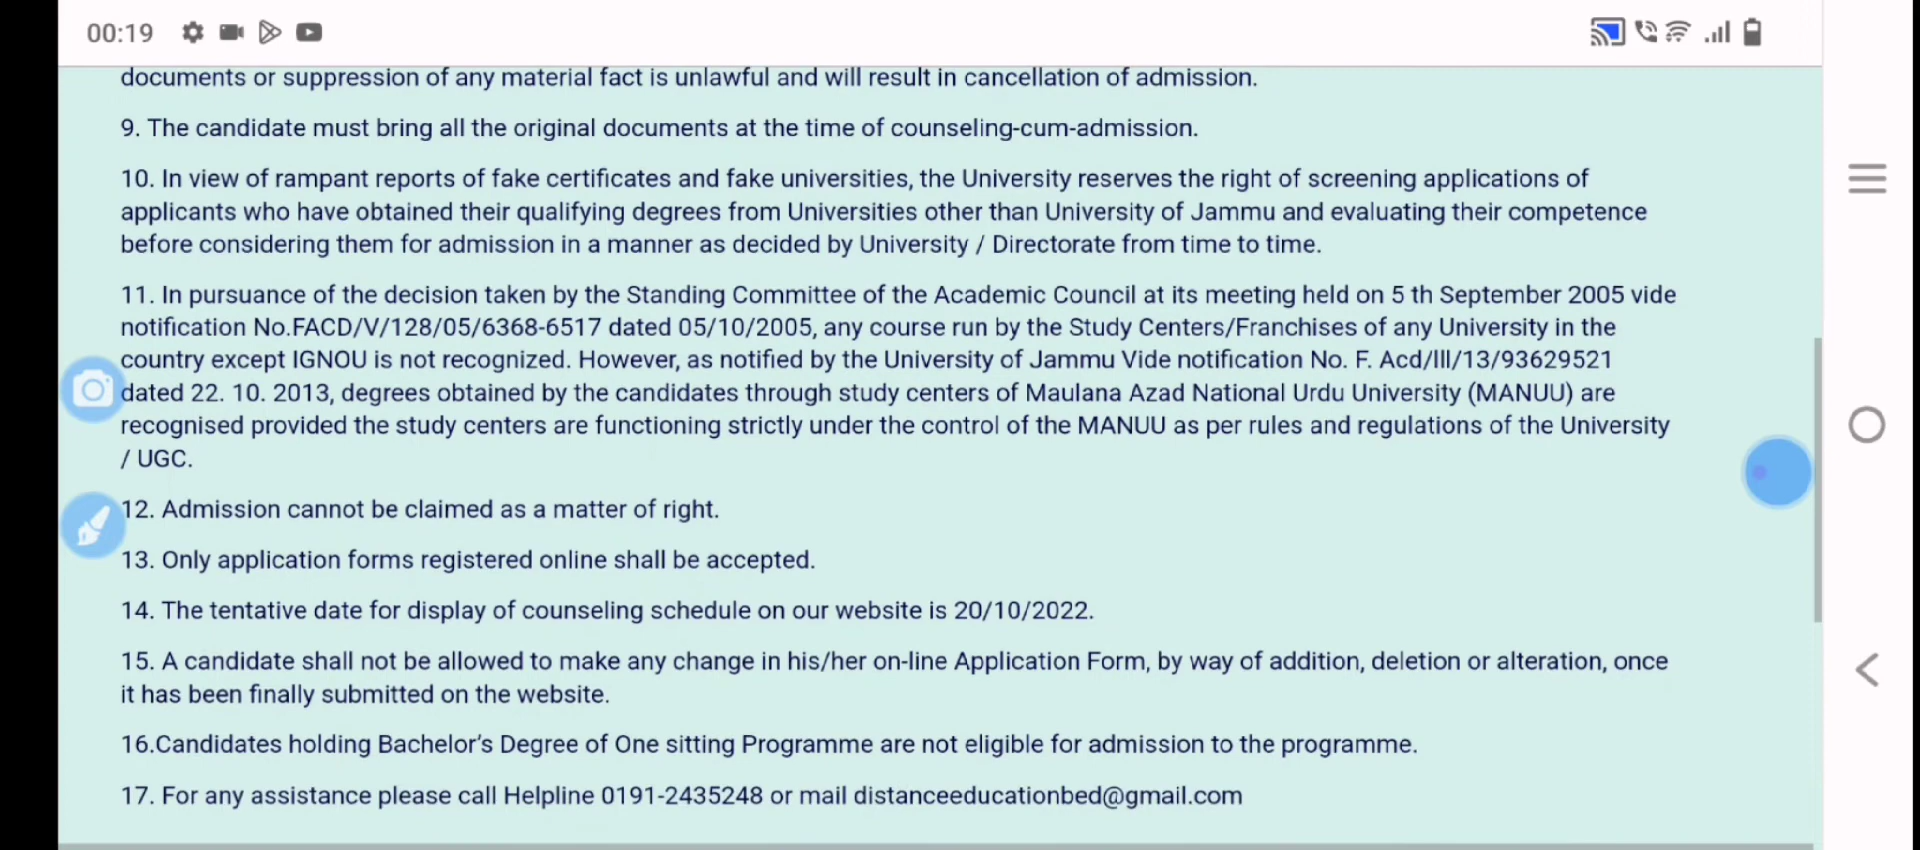 00:19
documents or suppression of any material fact is unlawful and will result in cancellation of admission.
9. The candidate must bring all the original documents at the time of counseling-cum-admission.
10. In view of rampant reports of fake certificates and fake universities, the University reserves the right of screening applications of
applicants who have obtained their qualifying degrees from Universities other than University of Jammu and evaluating their competence
before considering them for admission in a manner as decided by University / Directorate from time to time.
11. In pursuance of the decision taken by the Standing Committee of the Academic Council at its meeting held on 5 th September 2005 vide
notification No.FACD/V/128/05/6368-6517 dated 05/10/2005, any course run by the Study Centers/Franchises of any University in the
country except IGNOU is not recognized. However, as notified by the University of Jammu Vide notification No. F. Acd/III/13/93629521
dated 22. 10. 2013, degrees obtained by the candidates through study centers of Maulana Azad National Urdu University (MANUU) are
recognised provided the study centers are functioning strictly under the control of the MANUU as per rules and regulations of the University
/ UGC.
12. Admission cannot be claimed as a matter of right.
13. Only application forms registered online shall be accepted.
14. The tentative date for display of counseling schedule on our website is 20/10/2022.
15. A candidate shall not be allowed to make any change in his/her on-line Application Form, by way of addition, deletion or alteration, once
it has been finally submitted on the website.
16.Candidates holding Bachelor's Degree of One sitting Programme are not eligible for admission to the programme.
17. For any assistance please call Helpline 0191-2435248 or mail distanceeducationbed@gmail.com